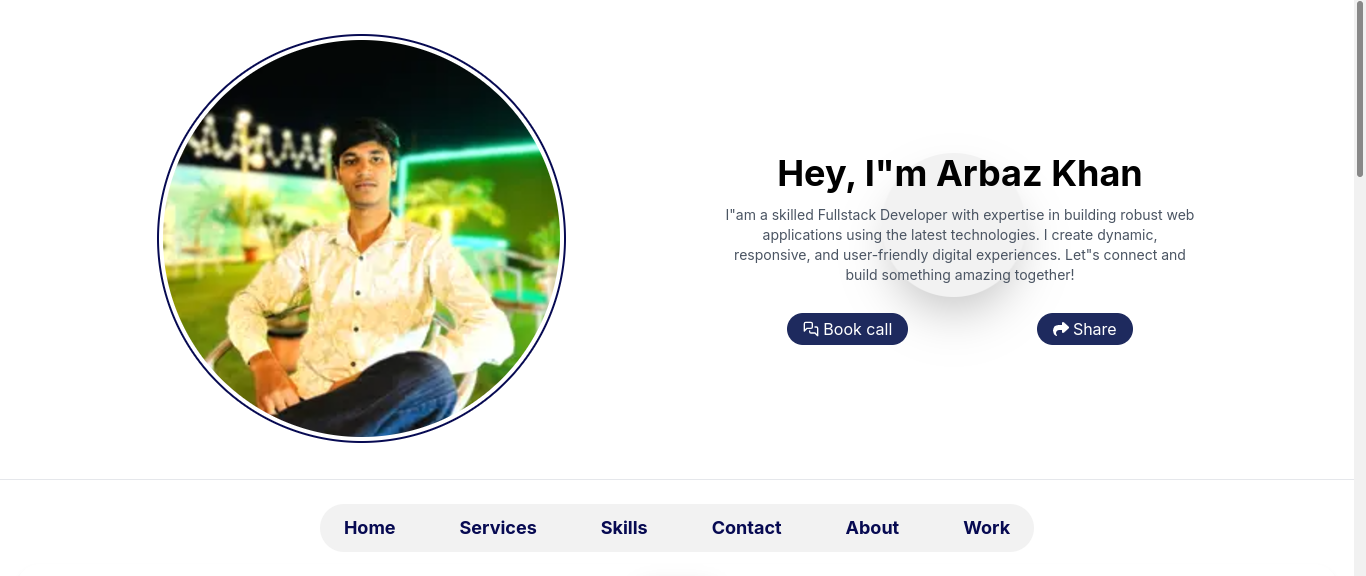 Hey, I"m Arbaz Khan
I"am a skilled Fullstack Developer with expertise in building robust web
applications using the latest technologies. I create dynamic,
responsive, and user-friendly digital experiences. Let"s connect and
build something amazing together!
Book call
Share
Home
Services
Skills
Contact
About
Work